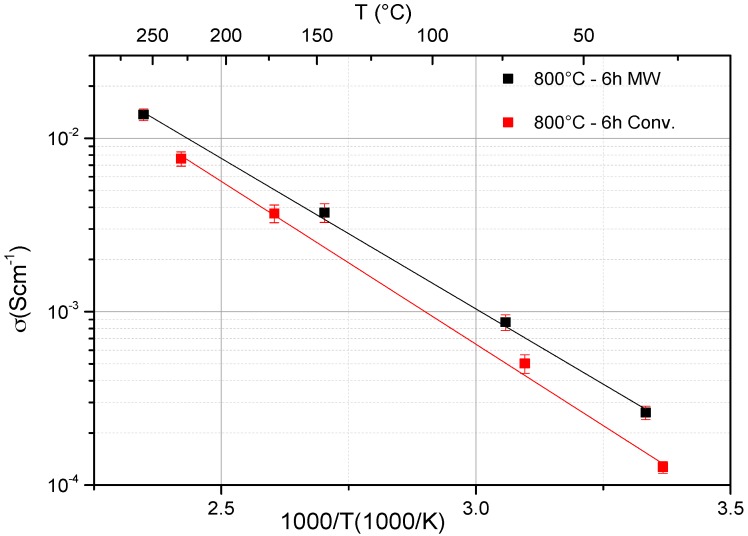 T (°C)
250 200 150 100 50
800°C - 6h MW
800°C - 6h Conv.
10-2
10-3
10-4
σ(Scm-1)
2.5 3.0 3.5
1000/T(1000/K)